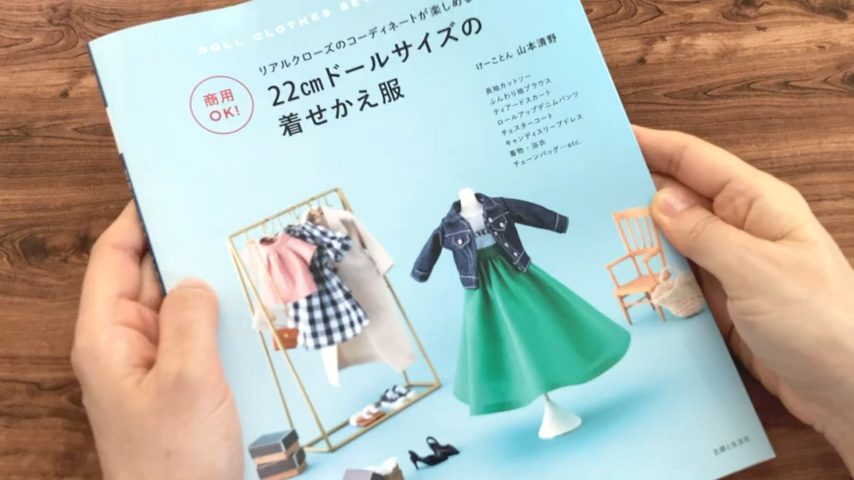 DOLL CLOTHES SE
リアルクローズのコーディネートが楽しめる
商用
OK!
22cmドールサイズの
着せかえ服
けーことん 山本清野
長袖カットソー
ふんわり袖ブラウス
ティアードスカート
ロールアップデニムパンツ
チェスターコート
キャンディスリーブドレス
着物・浴衣
チェーンバッグ…etc.
主婦と生活社